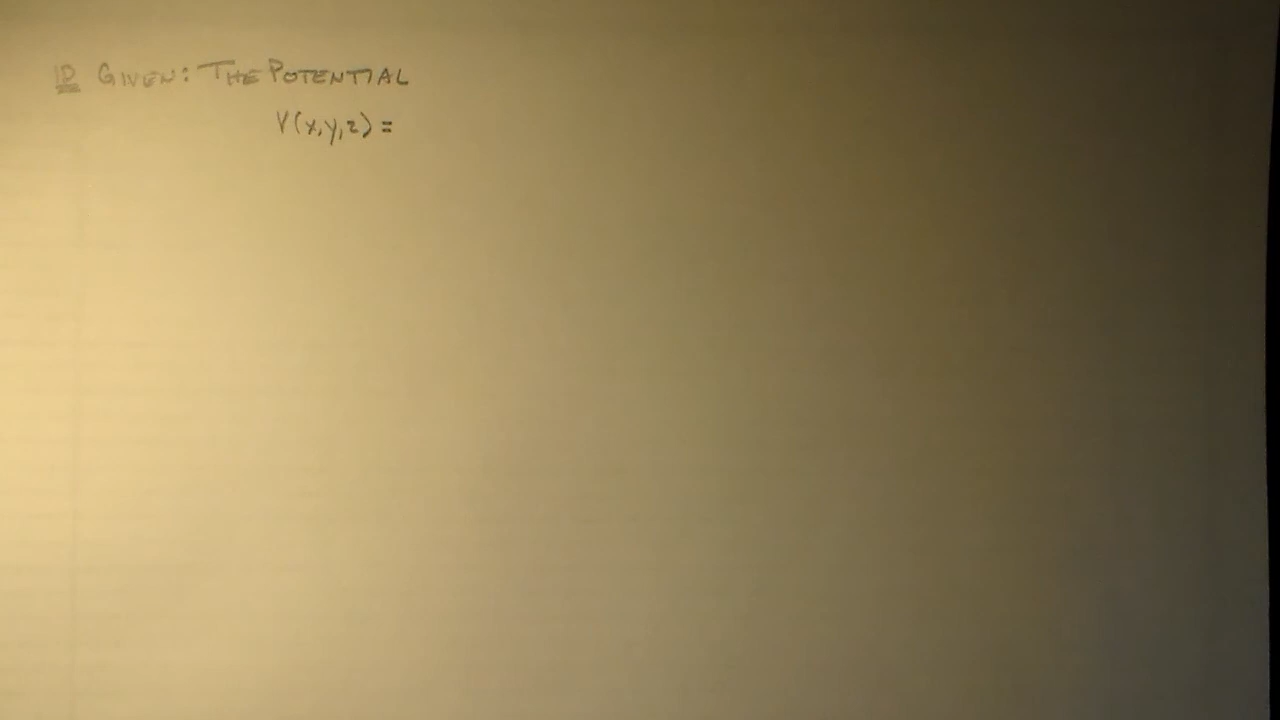 1D GIVEN: THE POTENTIAL
V(x,y,z) =